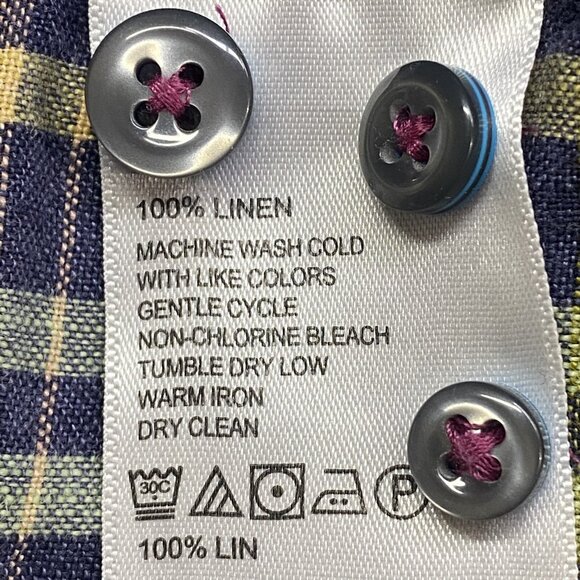 100% LINEN
MACHINE WASH COLD
WITH LIKE COLORS
GENTLE CYCLE
NON-CHLORINE BLEACH
TUMBLE DRY LOW
WARM IRON
DRY CLEAN
30C P
100% LIN